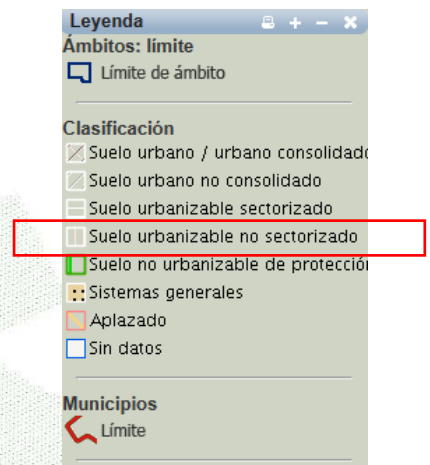 Leyenda
Ámbitos: límite
Límite de ámbito
Clasificación
Suelo urbano / urbano consolidado
Suelo urbano no consolidado
Suelo urbanizable sectorizado
Suelo urbanizable no sectorizado
Suelo no urbanizable de protección
Sistemas generales
Aplazado
Sin datos
Municipios
Límite